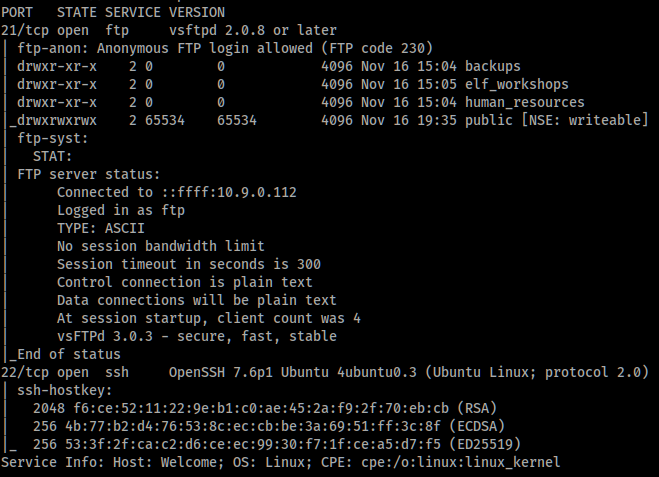 PORT   STATE SERVICE VERSION
21/tcp open  ftp     vsftpd 2.0.8 or later
| ftp-anon: Anonymous FTP login allowed (FTP code 230)
| drwxr-xr-x    2 0        0            4096 Nov 16 15:04 backups
| drwxr-xr-x    2 0        0            4096 Nov 16 15:05 elf_workshops
| drwxr-xr-x    2 0        0            4096 Nov 16 15:04 human_resources
|_drwxrwxrwx    2 65534    65534        4096 Nov 16 19:35 public [NSE: writeable]
| ftp-syst:
|   STAT:
| FTP server status:
|      Connected to ::ffff:10.9.0.112
|      Logged in as ftp
|      TYPE: ASCII
|      No session bandwidth limit
|      Session timeout in seconds is 300
|      Control connection is plain text
|      Data connections will be plain text
|      At session startup, client count was 4
|      vsFTPd 3.0.3 - secure, fast, stable
|_End of status
22/tcp open  ssh     OpenSSH 7.6p1 Ubuntu 4ubuntu0.3 (Ubuntu Linux; protocol 2.0)
| ssh-hostkey:
|   2048 f6:ce:52:11:22:9e:b1:c0:ae:45:2a:f9:2f:70:eb:cb (RSA)
|   256 4b:77:b2:d4:76:53:8c:ec:cb:be:3a:69:51:ff:3c:8f (ECDSA)
|_  256 53:3f:2f:ca:c2:d6:ce:ec:99:30:f7:1f:ce:a5:d7:f5 (ED25519)
Service Info: Host: Welcome; OS: Linux; CPE: cpe:/o:linux:linux_kernel